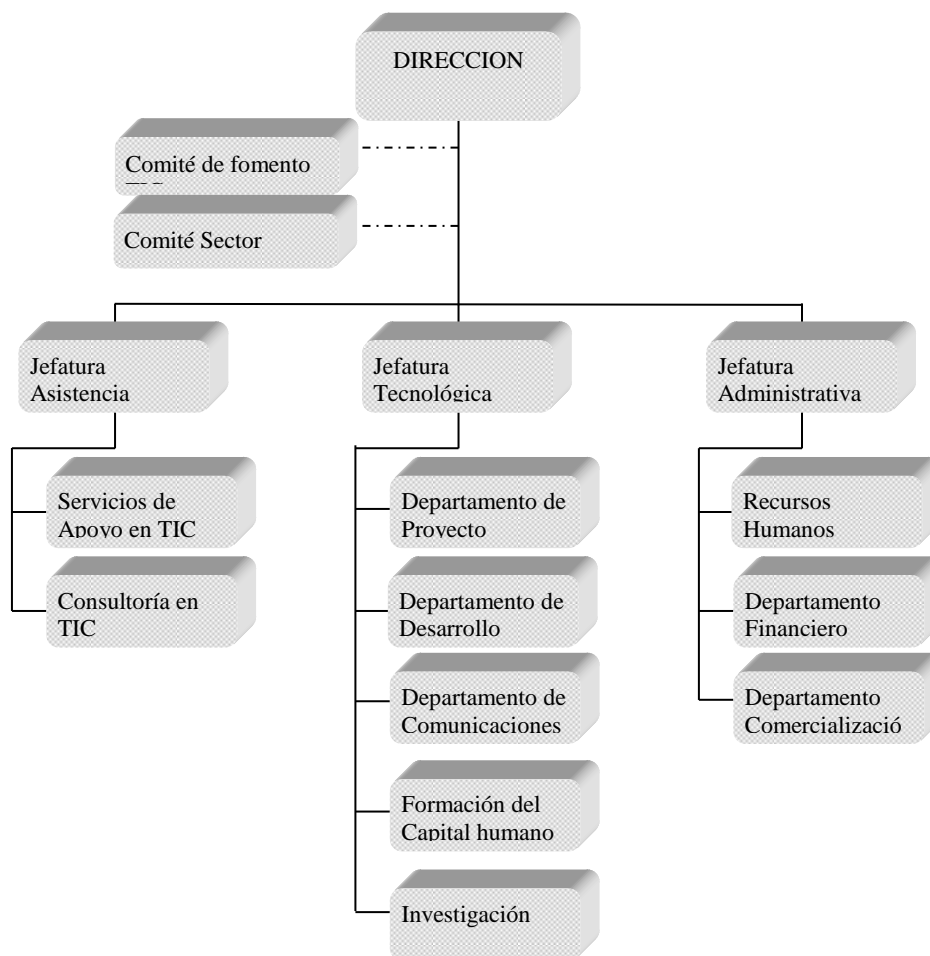 DIRECCION
Comité de fomento
Comité Sector
Jefatura
Asistencia
Jefatura
Tecnológica
Jefatura
Administrativa
Servicios de
Apoyo en TIC
Consultoría en
TIC
Departamento de
Proyecto
Departamento de
Desarrollo
Departamento de
Comunicaciones
Formación del
Capital humano
Investigación
Recursos
Humanos
Departamento
Financiero
Departamento
Comercializació